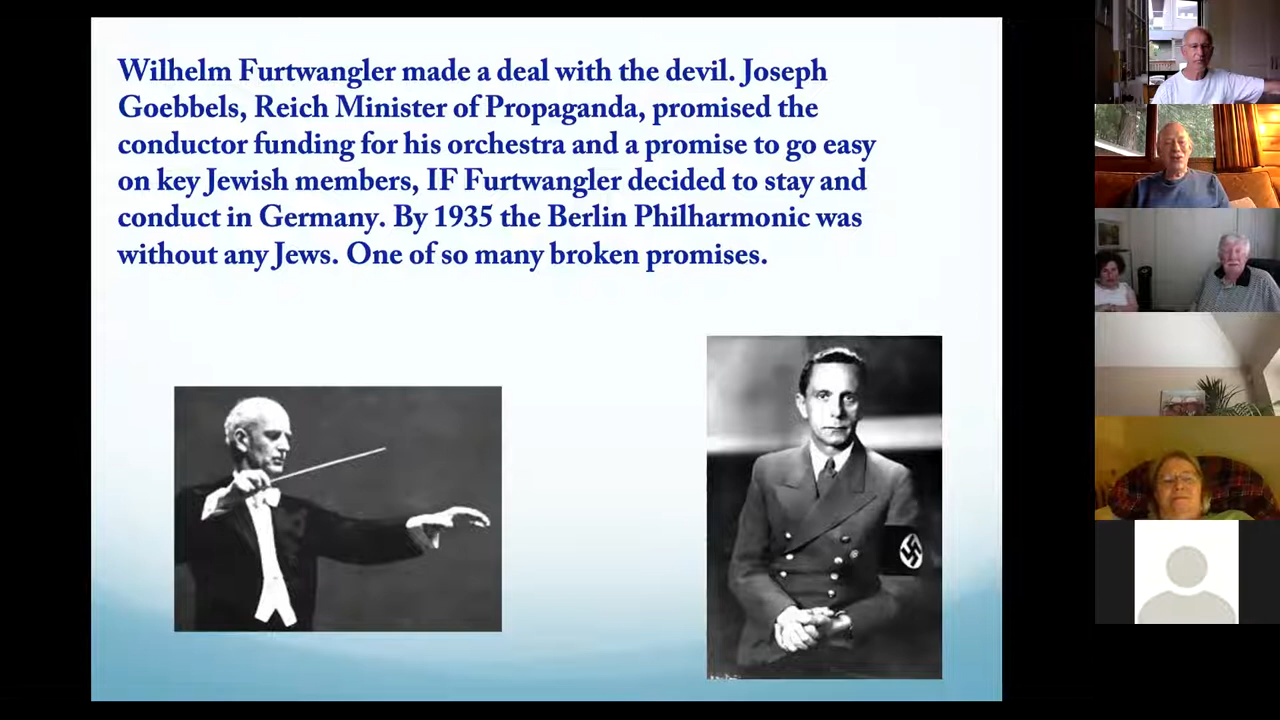 Wilhelm Furtwangler made a deal with the devil. Joseph
Goebbels, Reich Minister of Propaganda, promised the
conductor funding for his orchestra and a promise to go easy
on key Jewish members, IF Furtwangler decided to stay and
conduct in Germany. By 1935 the Berlin Philharmonic was
without any Jews. One of so many broken promises.